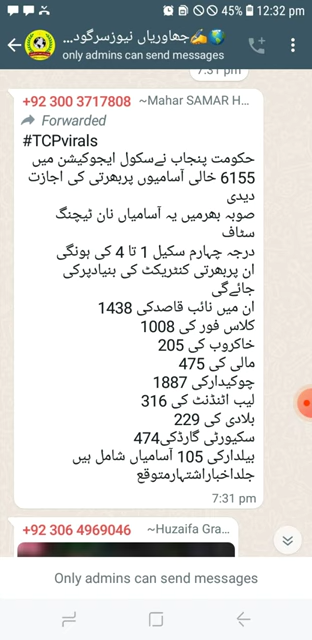 45% 12:32 pm
جھاوریاں نیوزسرگود...
only admins can send messages
7:31 pm
+92 300 3717808 ~Mahar SAMAR H...
Forwarded
#TCPvirals
حکومت پنجاب نےسکول ایجوکیشن میں
6155 خالی آسامیوں پربھرتی کی اجازت
دیدی
صوبہ بھرمیں یہ آسامیاں نان ٹیچنگ
سٹاف
درجہ چہارم سکیل 1 تا 4 کی ہونگی
ان پربھرتی کنٹریکٹ کی بنیادپرکی
جائےگی
ان میں نائب قاصدکی 1438
کلاس فور کی 1008
خاکروب کی 205
مالی کی 475
چوکیدارکی 1887
لیب اٹنڈنٹ کی 316
بلادی کی 229
سکیورٹی گارڈکی474
بیلدارکی 105 آسامیاں شامل ہیں
جلداخباراشتہارمتوقع
7:31 pm
+92 306 4969046 ~Huzaifa Gra...
Only admins can send messages